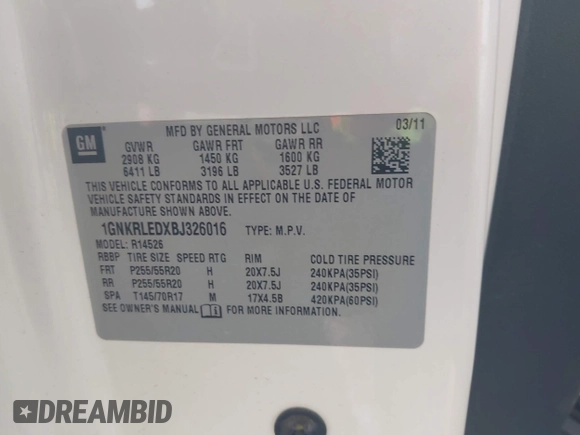 MFD BY GENERAL MOTORS LLC 03/11
GM
GVWR GAWR FRT GAWR RR
2908 KG 1450 KG 1600 KG
6411 LB 3196 LB 3527 LB
THIS VEHICLE CONFORMS TO ALL APPLICABLE U.S. FEDERAL MOTOR
VEHICLE SAFETY STANDARDS IN EFFECT ON THE DATE OF
MANUFACTURE SHOWN ABOVE.
1GNKRLEDXBJ326016 TYPE: M.P.V.
MODEL: R14526
RBBP TIRE SIZE SPEED RTG RIM COLD TIRE PRESSURE
FRT P255/55R20 H 20X7.5J 240KPA(35PSI)
RR P255/55R20 H 20X7.5J 240KPA(35PSI)
SPA T145/70R17 M 17X4.5B 420KPA(60PSI)
SEE OWNER'S MANUAL FOR MORE INFORMATION
DREAMBID